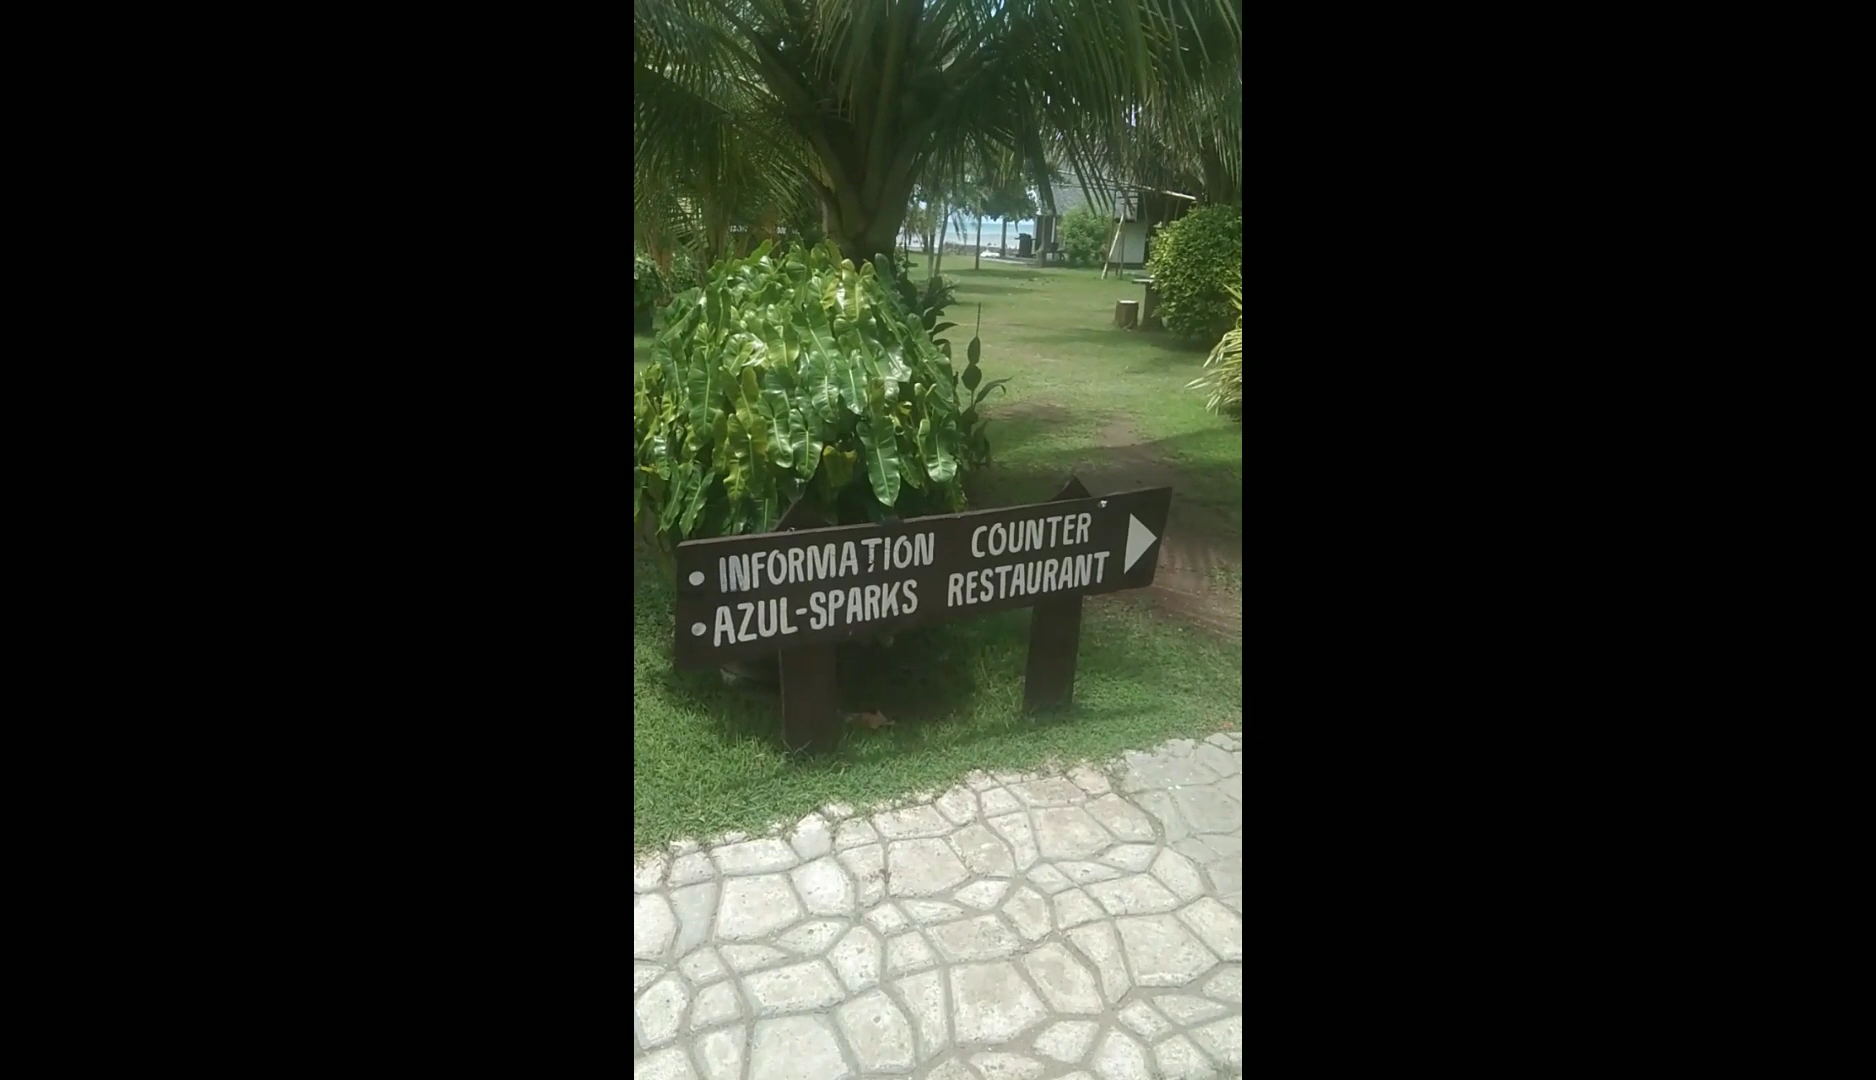 • INFORMATION COUNTER
• AZUL-SPARKS RESTAURANT